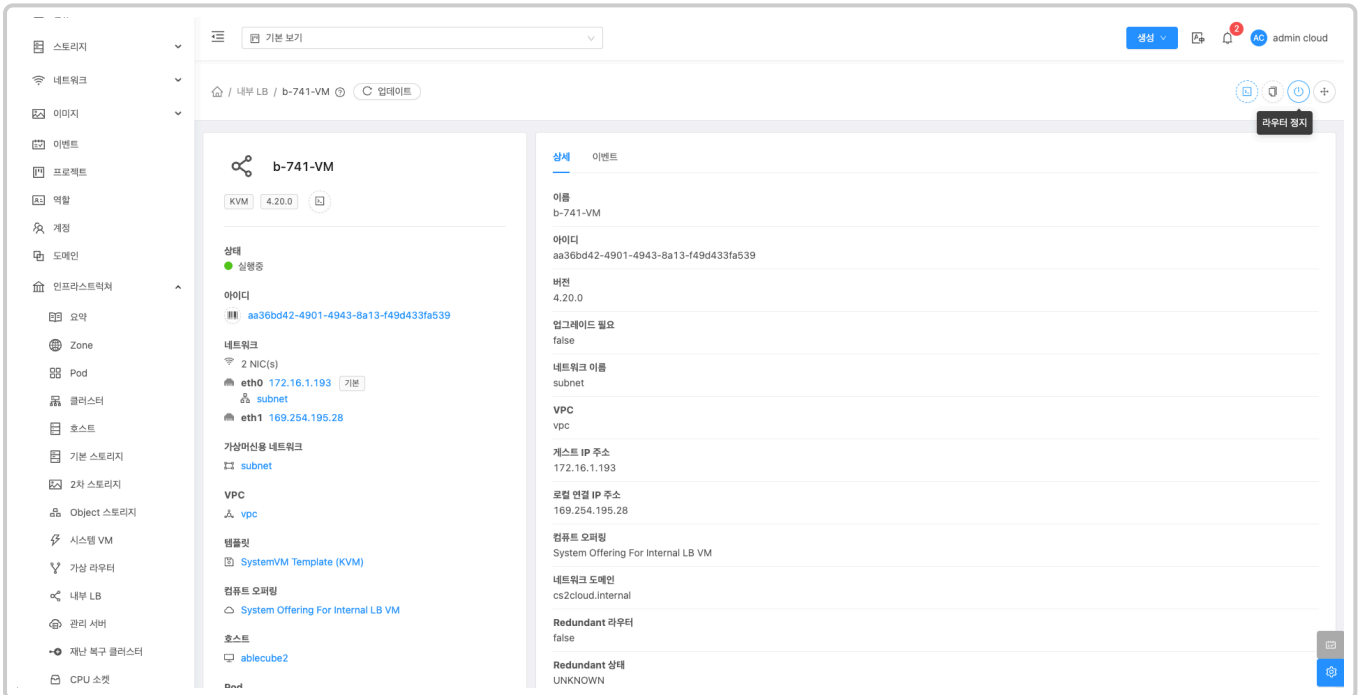 스토리지
기본 보기
생성
2
AC admin cloud
네트워크
/ 내부 LB / b-741-VM 업데이트
이미지
라우터 정지
이벤트
프로젝트
역할
계정
도메인
인프라스트럭쳐
요약
Zone
Pod
클러스터
호스트
기본 스토리지
2차 스토리지
Object 스토리지
시스템 VM
가상 라우터
내부 LB
관리 서버
재난 복구 클러스터
CPU 소켓
b-741-VM
KVM 4.20.0
상태
실행중
아이디
aa36bd42-4901-4943-8a13-f49d433fa539
네트워크
2 NIC(s)
eth0 172.16.1.193 기본
subnet
eth1 169.254.195.28
가상머신용 네트워크
subnet
VPC
vpc
템플릿
SystemVM Template (KVM)
컴퓨트 오퍼링
System Offering For Internal LB VM
호스트
ablecube2
Pod
상세 이벤트
이름
b-741-VM
아이디
aa36bd42-4901-4943-8a13-f49d433fa539
버전
4.20.0
업그레이드 필요
false
네트워크 이름
subnet
VPC
vpc
게스트 IP 주소
172.16.1.193
로컬 연결 IP 주소
169.254.195.28
컴퓨트 오퍼링
System Offering For Internal LB VM
네트워크 도메인
cs2cloud.internal
Redundant 라우터
false
Redundant 상태
UNKNOWN